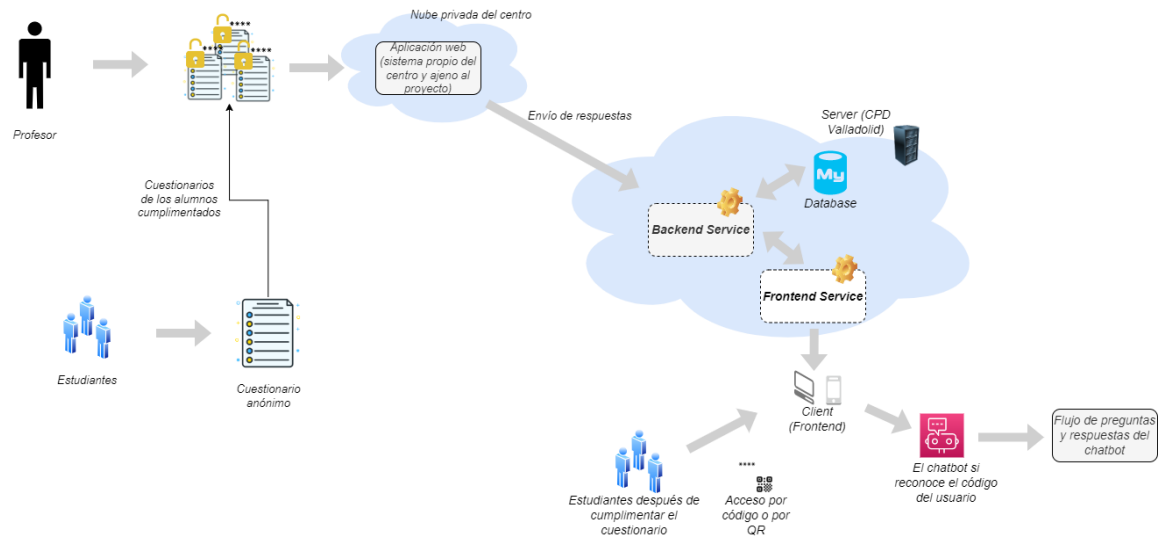 Nube privada del centro
****
****
****
Aplicación web
(sistema propio del
centro y ajeno al
proyecto)
Profesor
Envío de respuestas
Server (CPD
Valladolid)
My
Database
Cuestionarios
de los alumnos
cumplimentados
Backend Service
Frontend Service
Estudiantes
Cuestionario
anónimo
Client
(Frontend)
Flujo de preguntas
y respuestas del
chatbot
El chatbot si
reconoce el código
del usuario
****
Estudiantes después de
cumplimentar el
cuestionario
Acceso por
código o por
QR